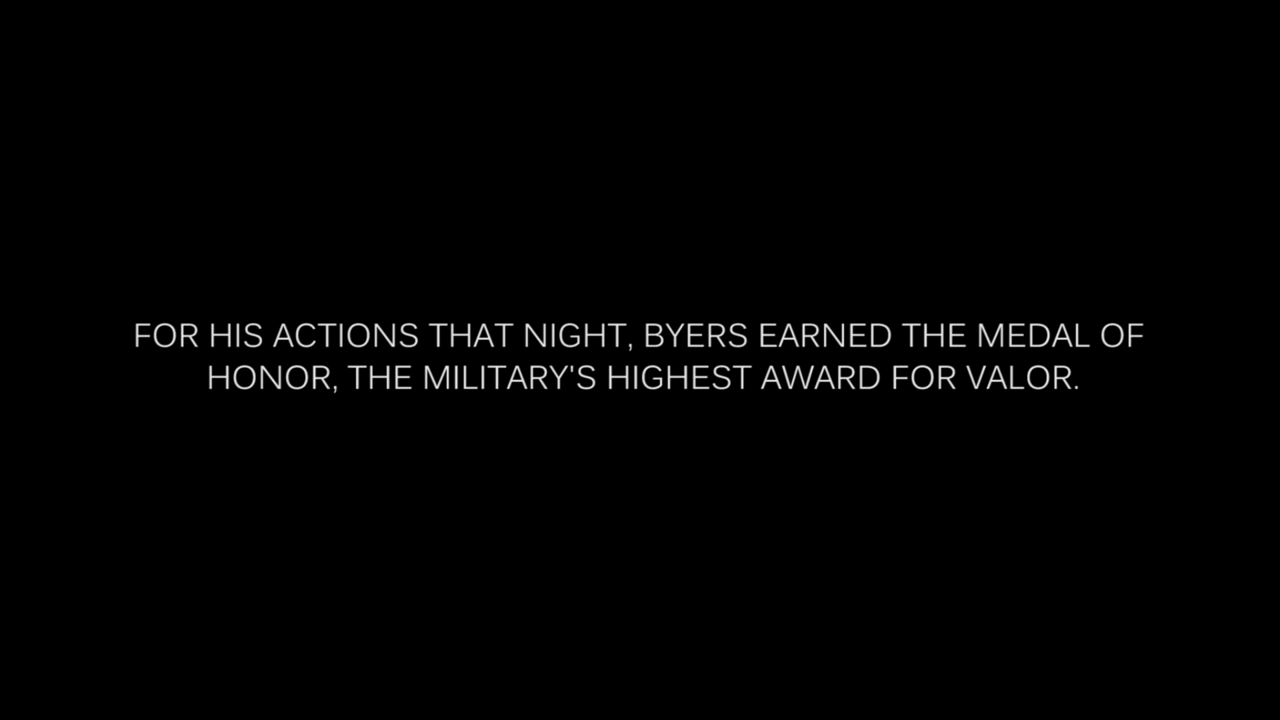 FOR HIS ACTIONS THAT NIGHT, BYERS EARNED THE MEDAL OF
HONOR, THE MILITARY'S HIGHEST AWARD FOR VALOR.